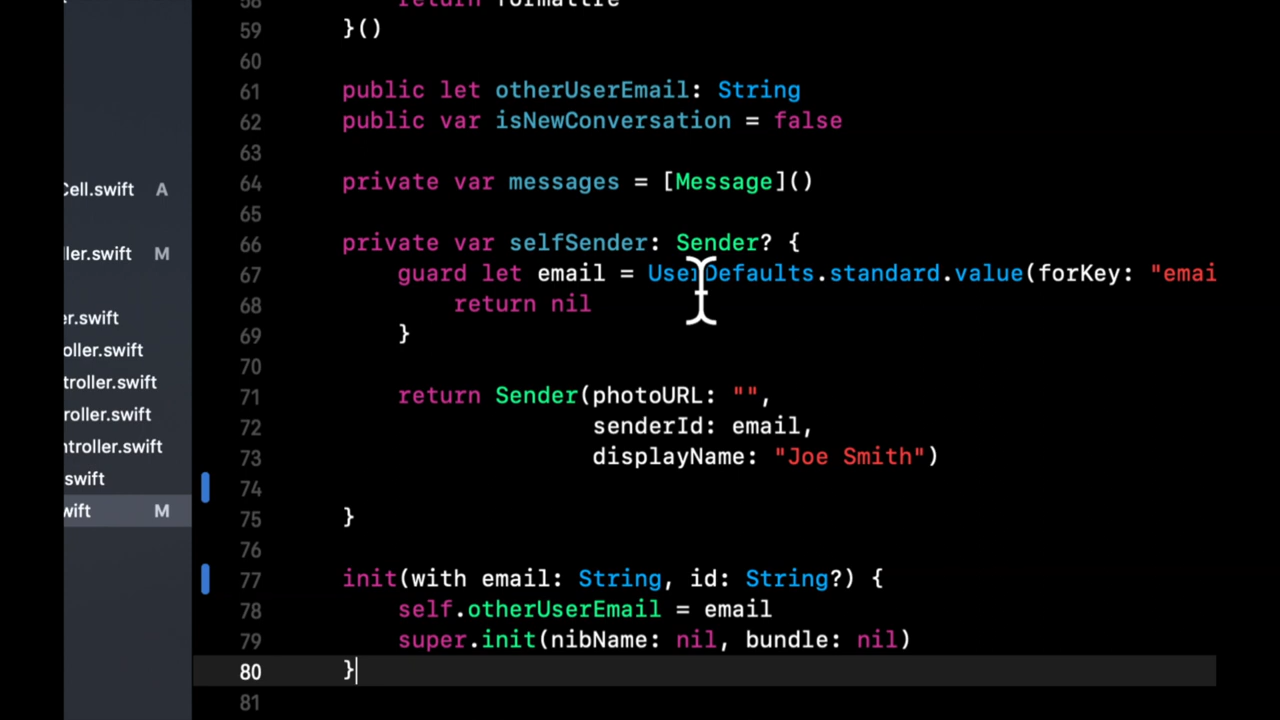 58 return formattre
59 }()
60
61 public let otherUserEmail: String
62 public var isNewConversation = false
63
64 private var messages = [Message]()
65
66 private var selfSender: Sender? {
67 guard let email = UserDefaults.standard.value(forKey: "emai
68 return nil
69 }
70
71 return Sender(photoURL: "",
72 senderId: email,
73 displayName: "Joe Smith")
74
75 }
76
77 init(with email: String, id: String?) {
78 self.otherUserEmail = email
79 super.init(nibName: nil, bundle: nil)
80 }
81
Cell.swift A
ller.swift M
er.swift
oller.swift
troller.swift
roller.swift
ntroller.swift
swift
wift M